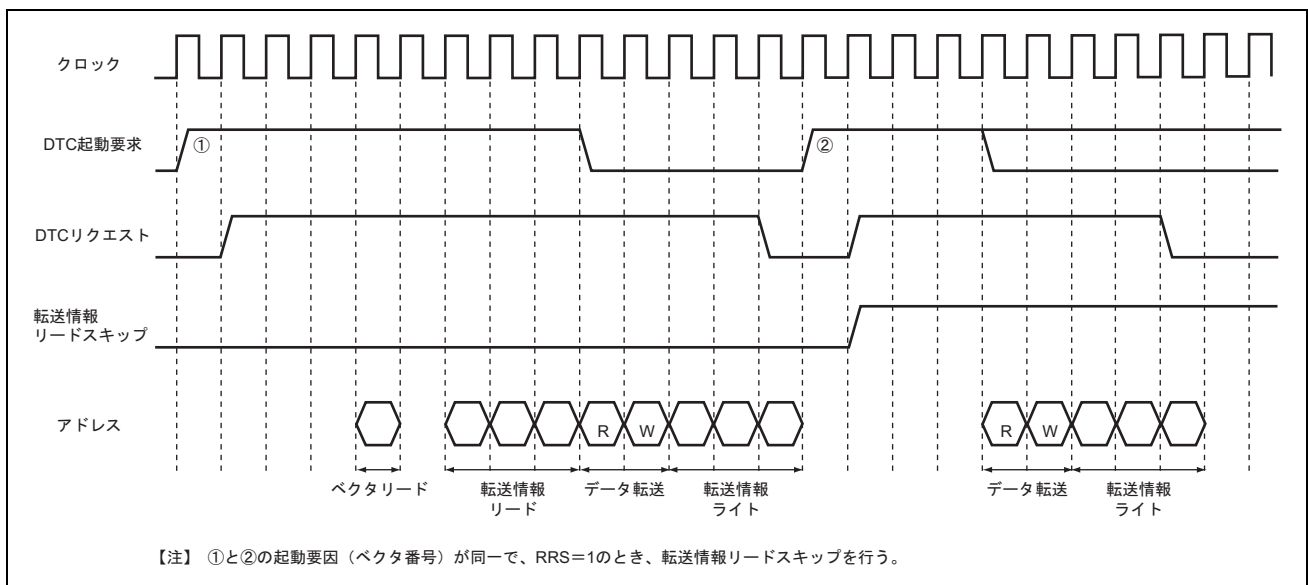 クロック
DTC起動要求
①
②
DTCリクエスト
転送情報
リードスキップ
アドレス
R
W
R
W
ベクタリード
転送情報
リード
データ転送
転送情報
ライト
データ転送
転送情報
ライト
【注】 ①と②の起動要因（ベクタ番号）が同一で、RRS＝1のとき、転送情報リードスキップを行う。